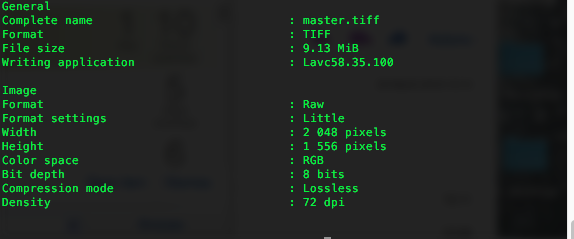 General
Complete name : master.tiff
Format : TIFF
File size : 9.13 MiB
Writing application : Lavc58.35.100
Image
Format : Raw
Format settings : Little
Width : 2 048 pixels
Height : 1 556 pixels
Color space : RGB
Bit depth : 8 bits
Compression mode : Lossless
Density : 72 dpi